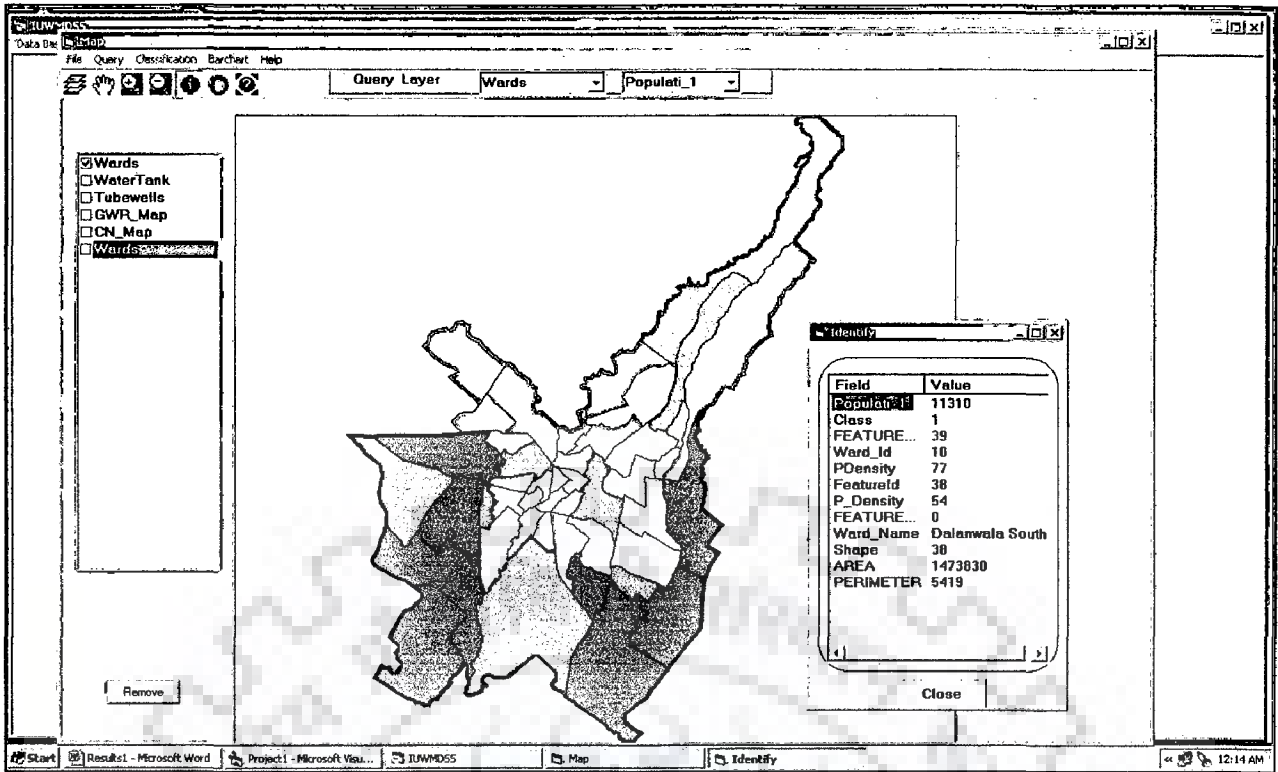 IUWMDSS
Data Bas
Map
File Query Classification Barchart Help
Query Layer Wards Populati_1
Wards
WaterTank
Tubewells
GWR_Map
CN_Map
Wards
Remove
Identify
Field Value
Populati_1 11310
Class 1
FEATURE... 39
Ward_Id 10
PDensity 77
FeatureId 38
P_Density 54
FEATURE... 0
Ward_Name Dalanwala South
Shape 38
AREA 1473830
PERIMETER 5419
Close
Start Results1 - Microsoft Word Project1 - Microsoft Visu... IUWMDSS Map Identify 12:14 AM